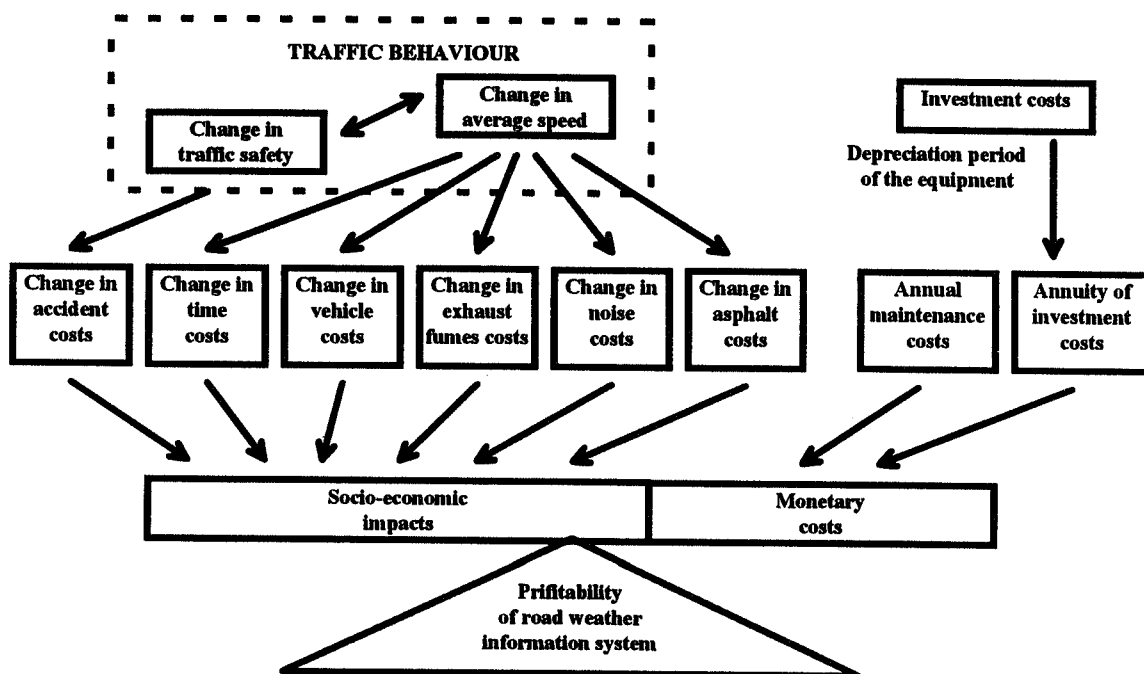 TRAFFIC BEHAVIOUR
Change in
average speed
Change in
traffic safety
Investment costs
Depreciation period
of the equipment
Change in
accident
costs
Change in
time
costs
Change in
vehicle
costs
Change in
exhaust
fumes costs
Change in
noise
costs
Change in
asphalt
costs
Annual
maintenance
costs
Annuity of
investment
costs
Socio-economic
impacts
Monetary
costs
Prifitability
of road weather
information system